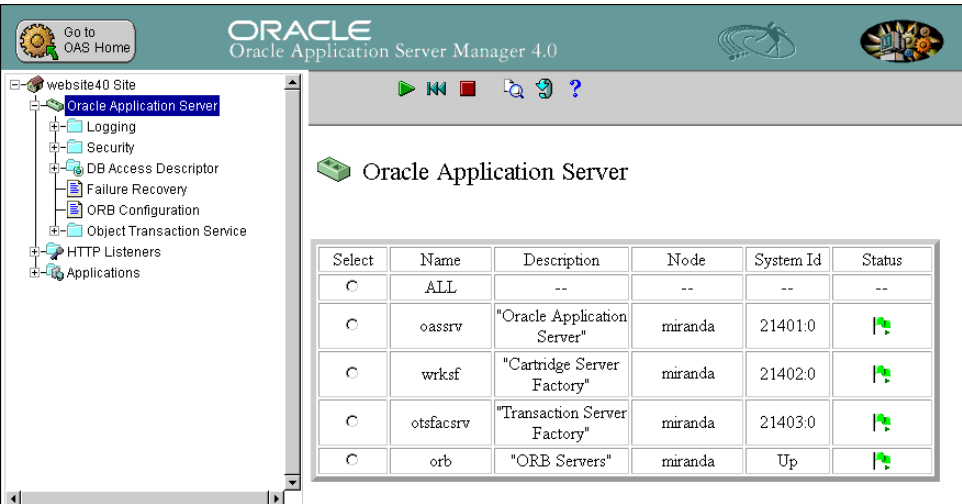 Go to
OAS Home
ORACLE
Oracle Application Server Manager 4.0
website40 Site
Oracle Application Server
Logging
Security
DB Access Descriptor
Failure Recovery
ORB Configuration
Object Transaction Service
HTTP Listeners
Applications
?
Oracle Application Server
Select Name Description Node System Id Status
ALL -- -- -- --
oassrv "Oracle Application
Server" miranda 21401:0
wrksf "Cartridge Server
Factory" miranda 21402:0
otsfacsrv "Transaction Server
Factory" miranda 21403:0
orb "ORB Servers" miranda Up